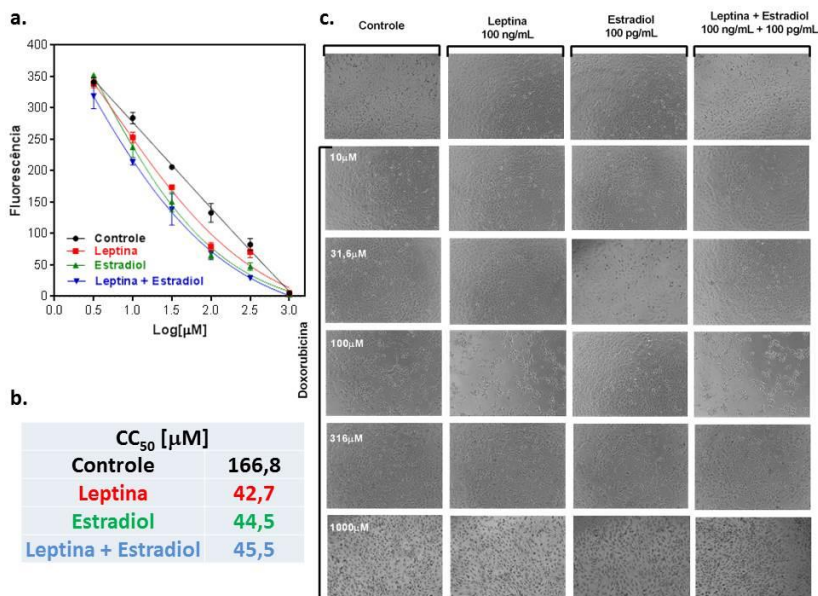 a.
400
350
300
250
200
150
100
50
0
Fluorescência
Controle
Leptina
Estradiol
Leptina + Estradiol
0.0 0.5 1.0 1.5 2.0 2.5 3.0
Log[µM]
b.
CC50 [µM]
Controle 166,8
Leptina 42,7
Estradiol 44,5
Leptina + Estradiol 45,5
c.
Controle
Leptina
100 ng/mL
Estradiol
100 pg/mL
Leptina + Estradiol
100 ng/mL + 100 pg/mL
Doxorubicina
10µM
31,6µM
100µM
316µM
1000µM